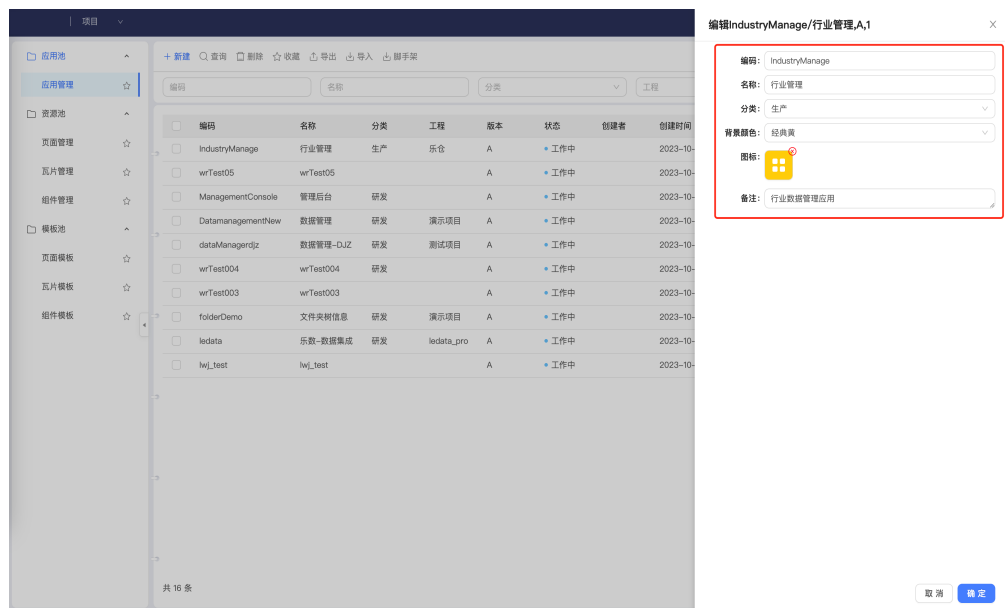 项目
应用池
应用管理
资源池
页面管理
瓦片管理
组件管理
模板池
页面模板
瓦片模板
组件模板
+ 新建 查询 删除 收藏 导出 导入 脚手架
编码 名称 分类 工程
编码 名称 分类 工程 版本 状态 创建者 创建时间
IndustryManage 行业管理 生产 乐仓 A 工作中 2023-10-
wrTest05 wrTest05 A 工作中 2023-10-
ManagementConsole 管理后台 研发 A 工作中 2023-10-
DatamanagementNew 数据管理 研发 演示项目 A 工作中 2023-10-
dataManagerdjz 数据管理-DJZ 研发 测试项目 A 工作中 2023-10-
wrTest004 wrTest004 A 工作中 2023-10-
wrTest003 wrTest003 A 工作中 2023-10-
folderDemo 文件夹树信息 研发 演示项目 A 工作中 2023-10-
ledata 乐数-数据集成 研发 ledata_pro A 工作中 2023-10-
lwj_test lwj_test A 工作中 2023-10-
共 16 条
编辑IndustryManage/行业管理,A,1
编码: IndustryManage
名称: 行业管理
分类: 生产
背景颜色: 经典黄
图标:
备注: 行业数据管理应用
取 消 确 定